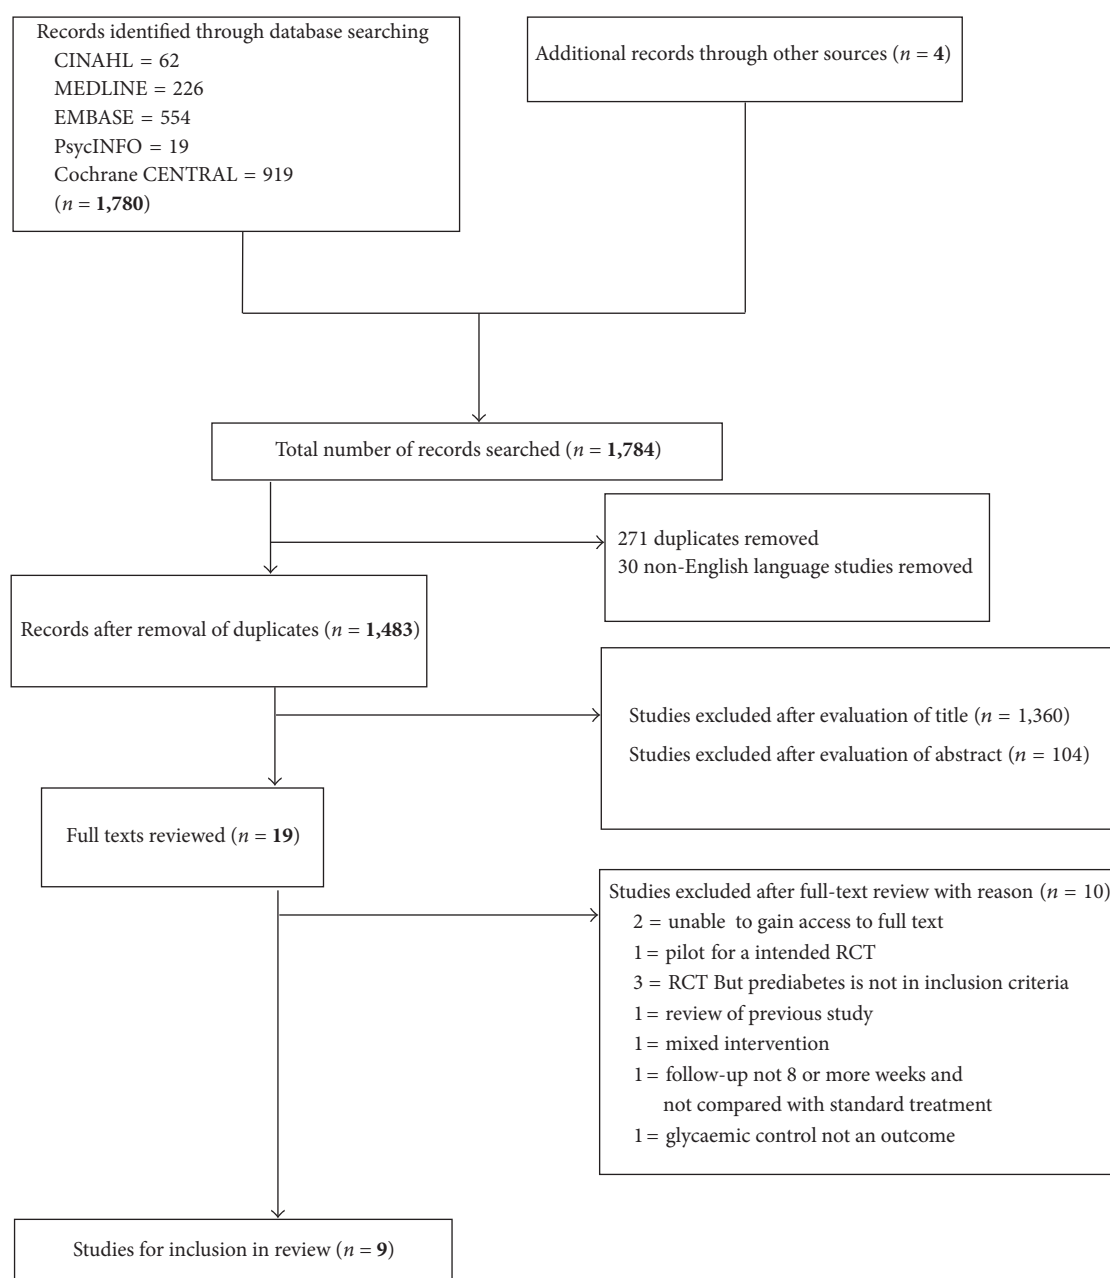 Records identified through database searching
CINAHL = 62
MEDLINE = 226
EMBASE = 554
PsycINFO = 19
Cochrane CENTRAL = 919
(n = 1,780)
Additional records through other sources (n = 4)
Total number of records searched (n = 1,784)
271 duplicates removed
30 non-English language studies removed
Records after removal of duplicates (n = 1,483)
Studies excluded after evaluation of title (n = 1,360)
Studies excluded after evaluation of abstract (n = 104)
Full texts reviewed (n = 19)
Studies excluded after full-text review with reason (n = 10)
2 = unable to gain access to full text
1 = pilot for a intended RCT
3 = RCT But prediabetes is not in inclusion criteria
1 = review of previous study
1 = mixed intervention
1 = follow-up not 8 or more weeks and
not compared with standard treatment
1 = glycaemic control not an outcome
Studies for inclusion in review (n = 9)